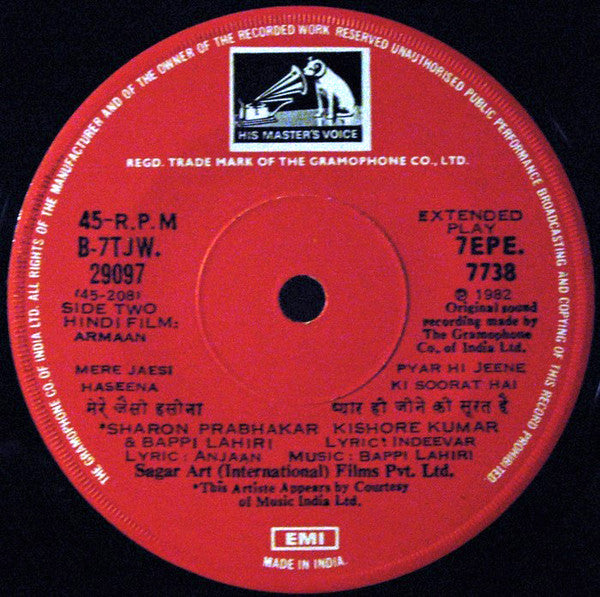 THE GRAMOPHONE CO. OF INDIA LTD. ALL RIGHTS OF THE MANUFACTURER AND OF THE OWNER OF THE RECORDED WORK RESERVED UNAUTHORISED PUBLIC PERFORMANCE BROADCASTING AND COPYING OF THIS RECORD PROHIBITED
HIS MASTER'S VOICE
REGD. TRADE MARK OF THE GRAMOPHONE CO., LTD.
45-R.P.M
B-7TJW.
29097
(45-208)
SIDE TWO
HINDI FILM:
ARMAAN
EXTENDED
PLAY
7EPE.
7738
℗ 1982
Original sound
recording made by
The Gramophone
Co., of India Ltd.,
MERE JAESI
HASEENA
मेरे जैसी हसीना
PYAR HI JEENE
KI SOORAT HAI
प्यार ही जीने की सूरत है
*SHARON PRABHAKAR
& BAPPI LAHIRI
LYRIC: ANJAAN
KISHORE KUMAR
LYRIC: INDEEVAR
MUSIC: BAPPI LAHIRI
Sagar Art (International) Films Pvt. Ltd.
*This Artiste Appears by Courtesy
of Music India Ltd.
EMI
MADE IN INDIA.